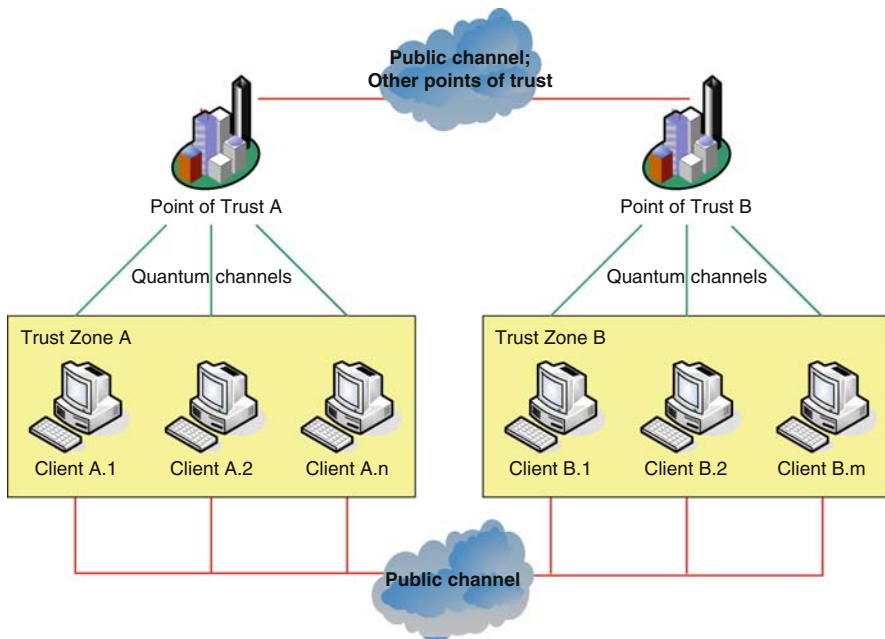 Public channel;
Other points of trust
Point of Trust A
Point of Trust B
Quantum channels
Quantum channels
Trust Zone A
Trust Zone B
Client A.1
Client A.2
Client A.n
Client B.1
Client B.2
Client B.m
Public channel